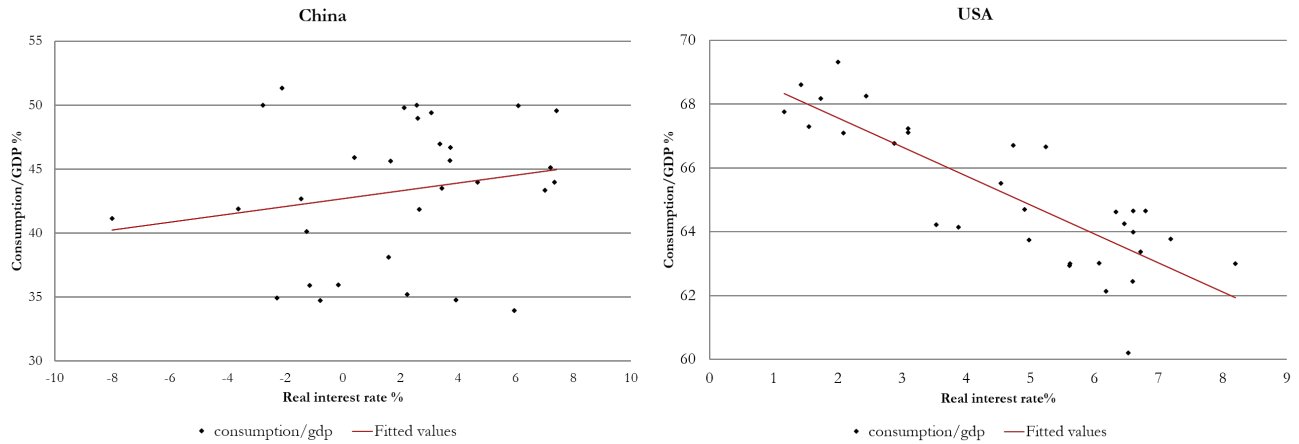 China
55
50
45
40
35
30
Consumption/GDP %
-10 -8 -6 -4 -2 0 2 4 6 8 10
Real interest rate %
consumption/gdp Fitted values
USA
70
68
66
64
62
60
Consumption/GDP %
0 1 2 3 4 5 6 7 8 9
Real interest rate%
consumption/gdp Fitted values